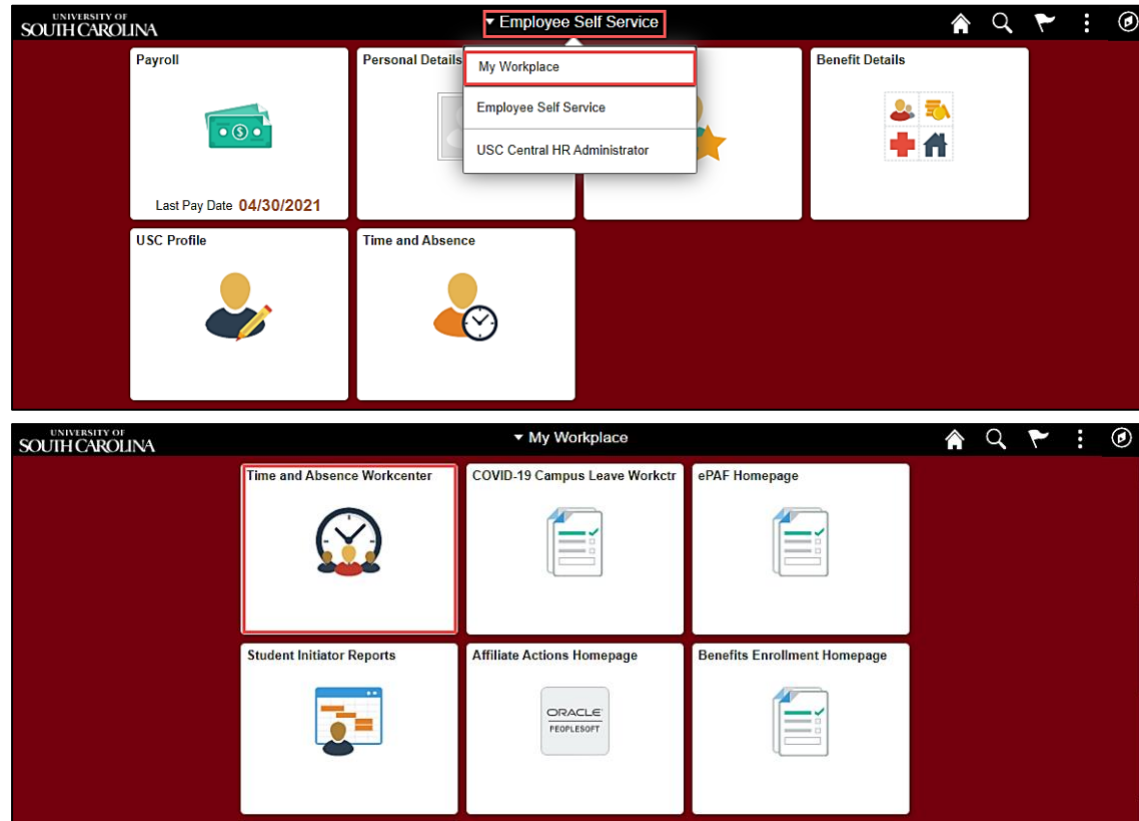 UNIVERSITY OF
SOUTH CAROLINA
Employee Self Service
Payroll
Personal Details
My Workplace
Employee Self Service
USC Central HR Administrator
Benefit Details
Last Pay Date 04/30/2021
USC Profile
Time and Absence
UNIVERSITY OF
SOUTH CAROLINA
My Workplace
Time and Absence Workcenter
COVID-19 Campus Leave Workctr
ePAF Homepage
Student Initiator Reports
Affiliate Actions Homepage
ORACLE
PEOPLESOFT
Benefits Enrollment Homepage